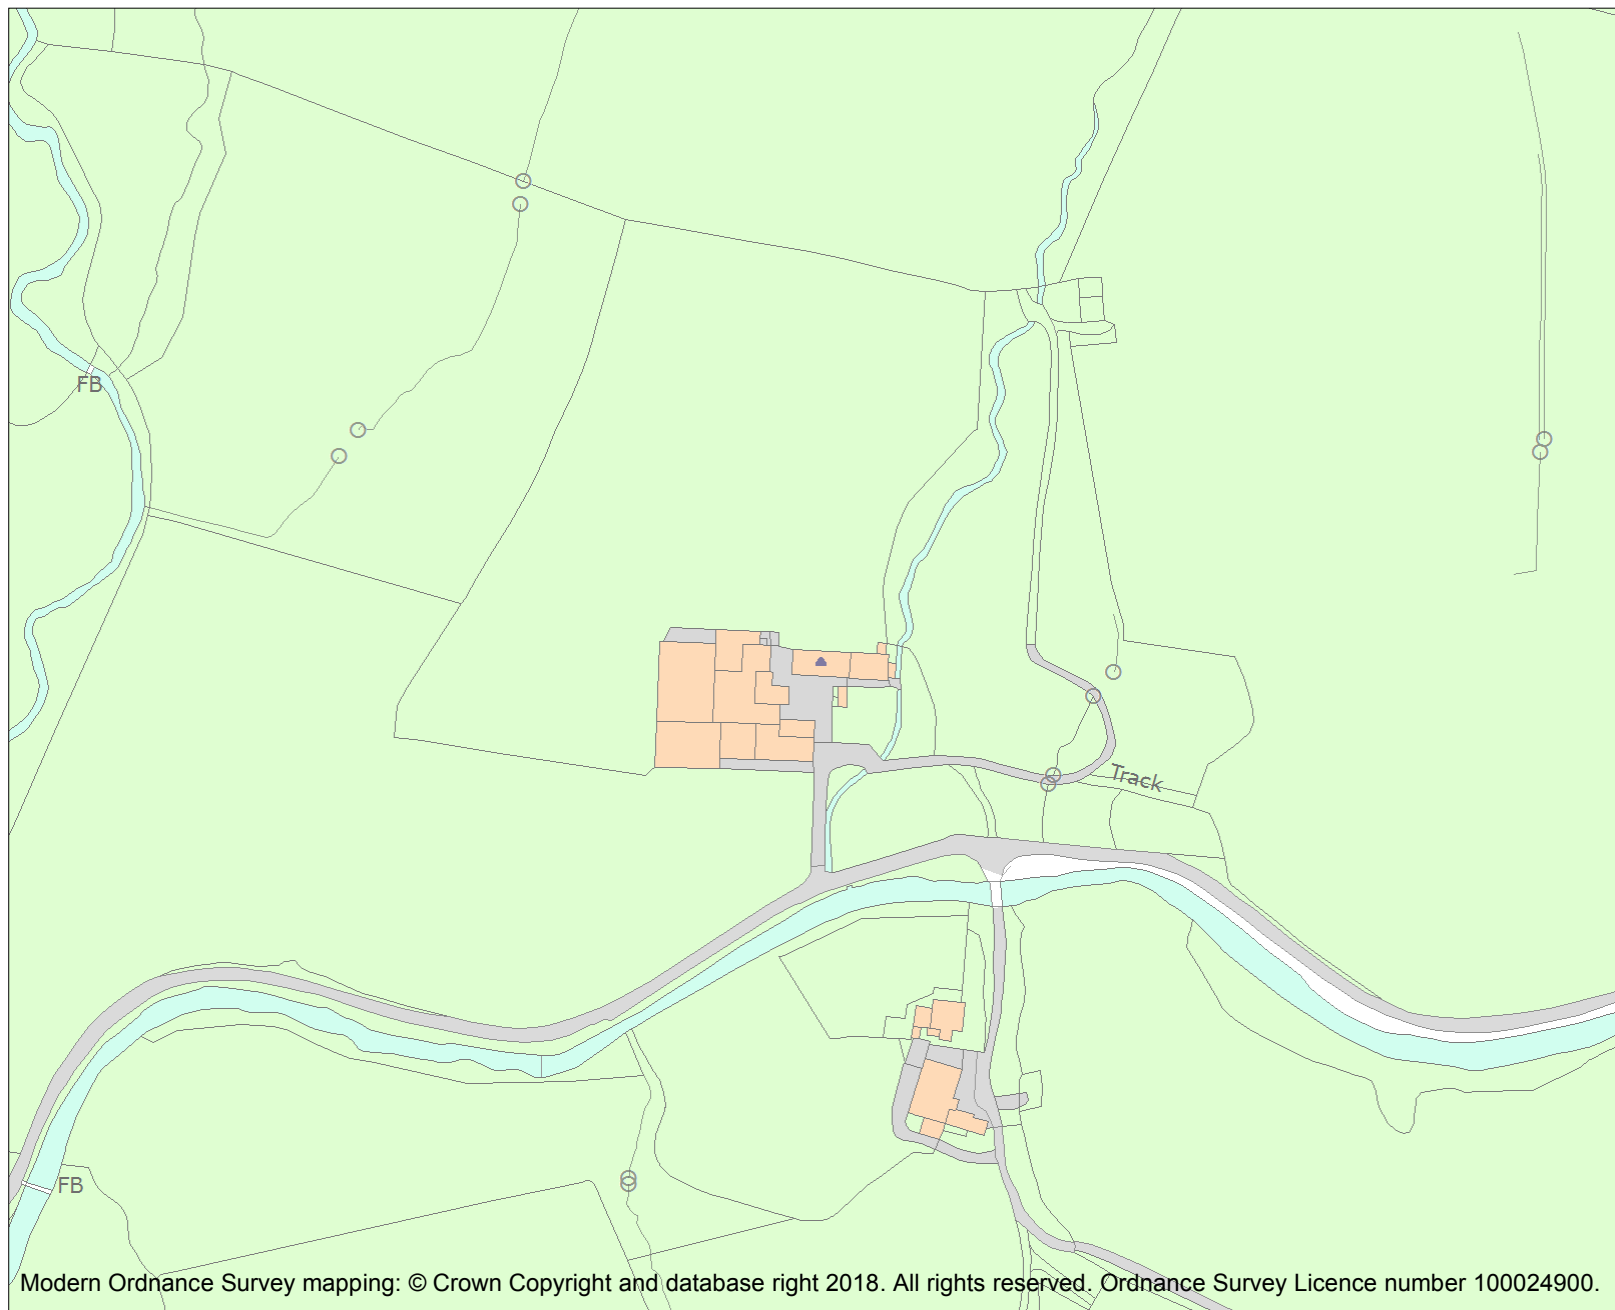 FB
Track
FB
Modern Ordnance Survey mapping: © Crown Copyright and database right 2018. All rights reserved. Ordnance Survey Licence number 100024900.